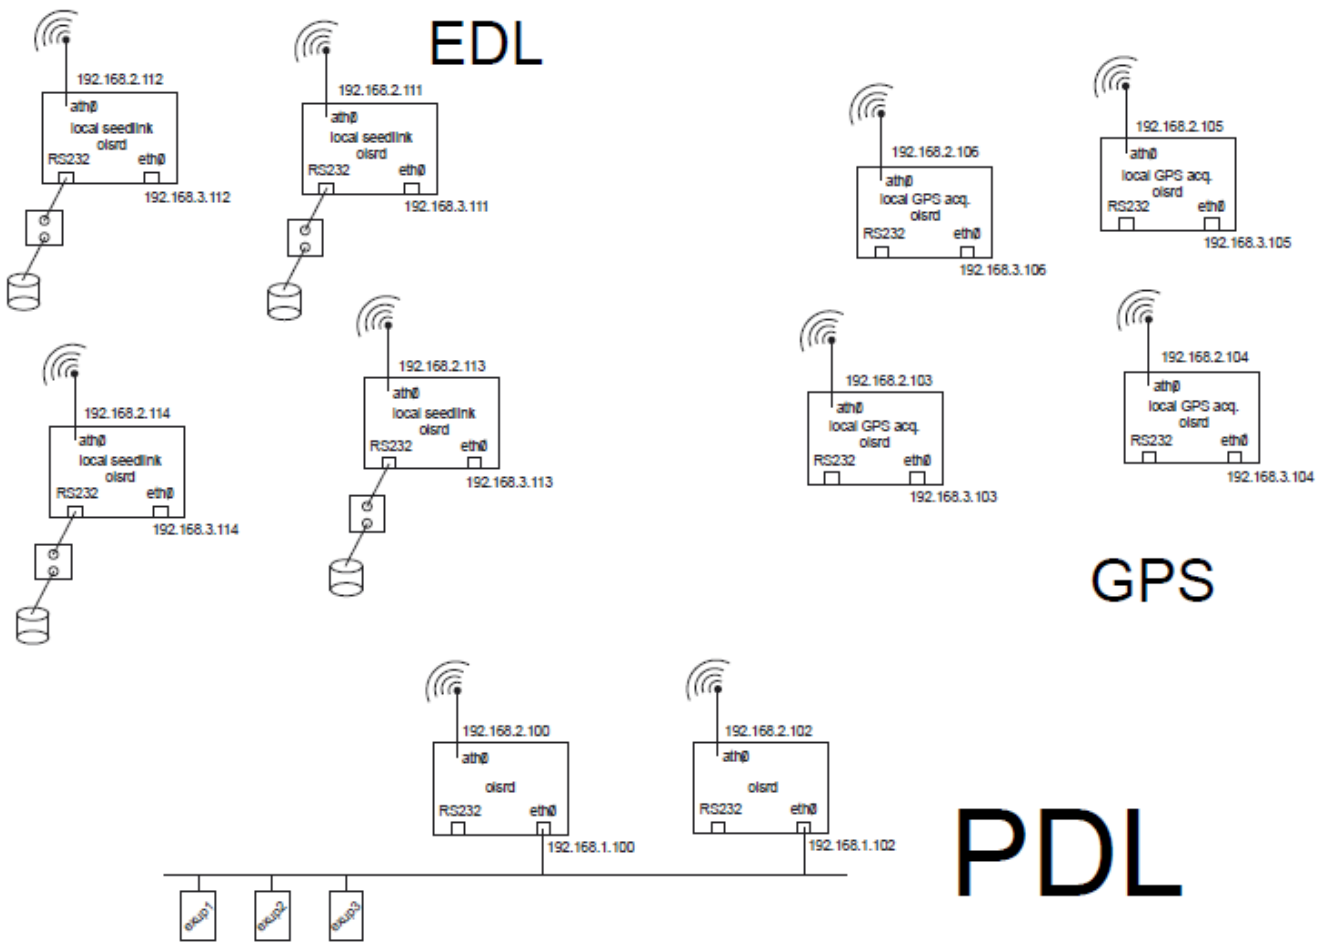 EDL
192.168.2.112
ath0
local seedlink
olsrd
RS232 eth0
192.168.3.112
192.168.2.111
ath0
local seedlink
olsrd
RS232 eth0
192.168.3.111
192.168.2.106
ath0
local GPS acq.
olsrd
RS232 eth0
192.168.3.106
192.168.2.105
ath0
local GPS acq.
olsrd
RS232 eth0
192.168.3.105
192.168.2.114
ath0
local seedlink
olsrd
RS232 eth0
192.168.3.114
192.168.2.113
ath0
local seedlink
olsrd
RS232 eth0
192.168.3.113
192.168.2.103
ath0
local GPS acq.
olsrd
RS232 eth0
192.168.3.103
192.168.2.104
ath0
local GPS acq.
olsrd
RS232 eth0
192.168.3.104
GPS
192.168.2.100
ath0
olsrd
RS232 eth0
192.168.1.100
192.168.2.102
ath0
olsrd
RS232 eth0
192.168.1.102
PDL
exup1
exup2
exup3